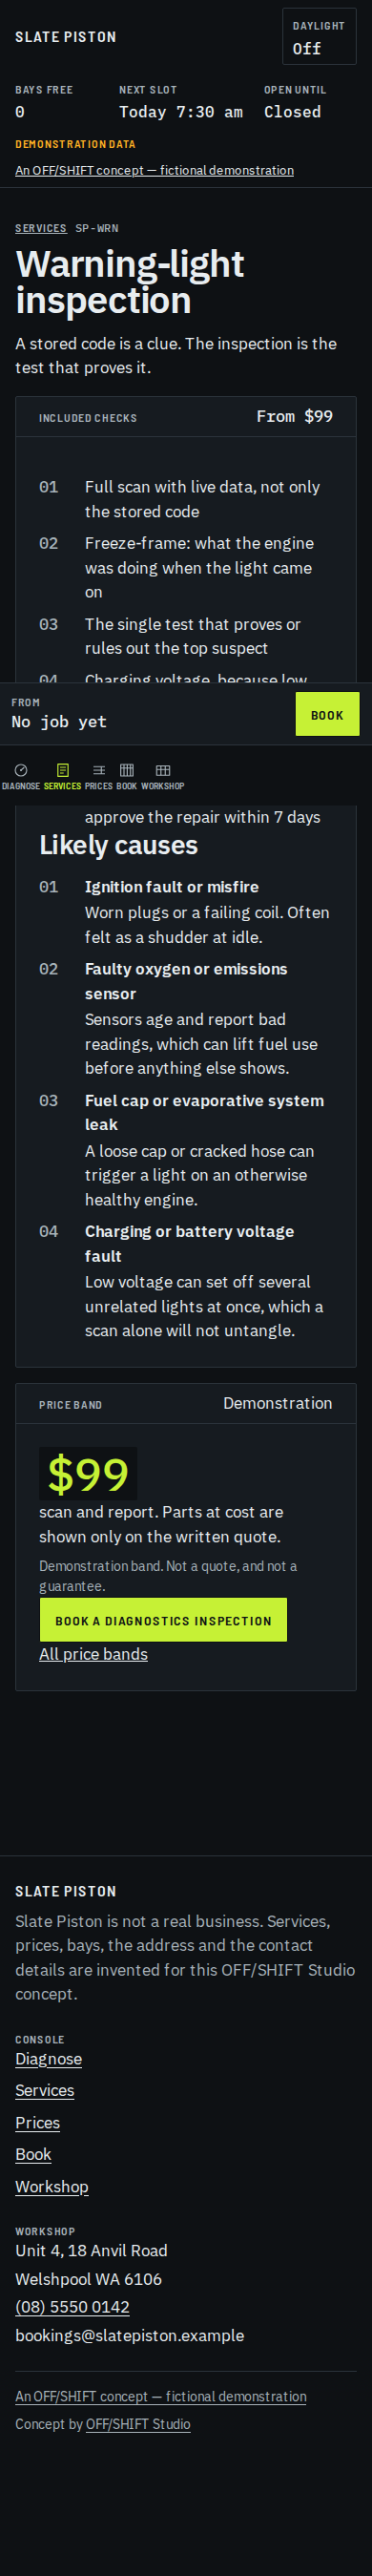 SLATE PISTON
DAYLIGHT
Off
BAYS FREE
0
NEXT SLOT
Today 7:30 am
OPEN UNTIL
Closed
DEMONSTRATION DATA
An OFF/SHIFT concept — fictional demonstration
SERVICES SP-WRN
Warning-light
inspection
A stored code is a clue. The inspection is the
test that proves it.
INCLUDED CHECKS
From $99
01 Full scan with live data, not only
the stored code
02 Freeze-frame: what the engine
was doing when the light came
on
03 The single test that proves or
rules out the top suspect
04 Charging voltage, because low
FROM
No job yet
BOOK
DIAGNOSE SERVICES PRICES BOOK WORKSHOP
approve the repair within 7 days
Likely causes
01 Ignition fault or misfire
Worn plugs or a failing coil. Often
felt as a shudder at idle.
02 Faulty oxygen or emissions
sensor
Sensors age and report bad
readings, which can lift fuel use
before anything else shows.
03 Fuel cap or evaporative system
leak
A loose cap or cracked hose can
trigger a light on an otherwise
healthy engine.
04 Charging or battery voltage
fault
Low voltage can set off several
unrelated lights at once, which a
scan alone will not untangle.
PRICE BAND
Demonstration
$99
scan and report. Parts at cost are
shown only on the written quote.
Demonstration band. Not a quote, and not a
guarantee.
BOOK A DIAGNOSTICS INSPECTION
All price bands
SLATE PISTON
Slate Piston is not a real business. Services,
prices, bays, the address and the contact
details are invented for this OFF/SHIFT Studio
concept.
CONSOLE
Diagnose
Services
Prices
Book
Workshop
WORKSHOP
Unit 4, 18 Anvil Road
Welshpool WA 6106
(08) 5550 0142
bookings@slatepiston.example
An OFF/SHIFT concept — fictional demonstration
Concept by OFF/SHIFT Studio